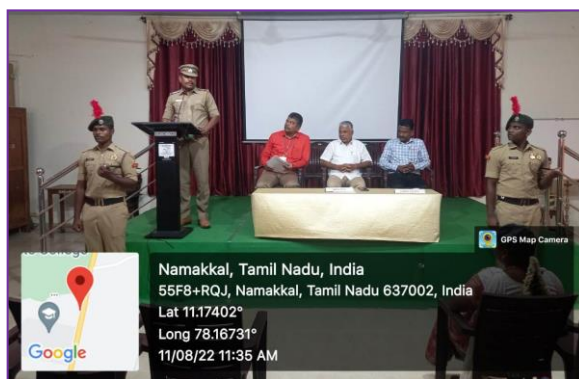 GPS Map Camera
Google
Namakkal, Tamil Nadu, India
55F8+RQJ, Namakkal, Tamil Nadu 637002, India
Lat 11.17402°
Long 78.16731°
11/08/22 11:35 AM